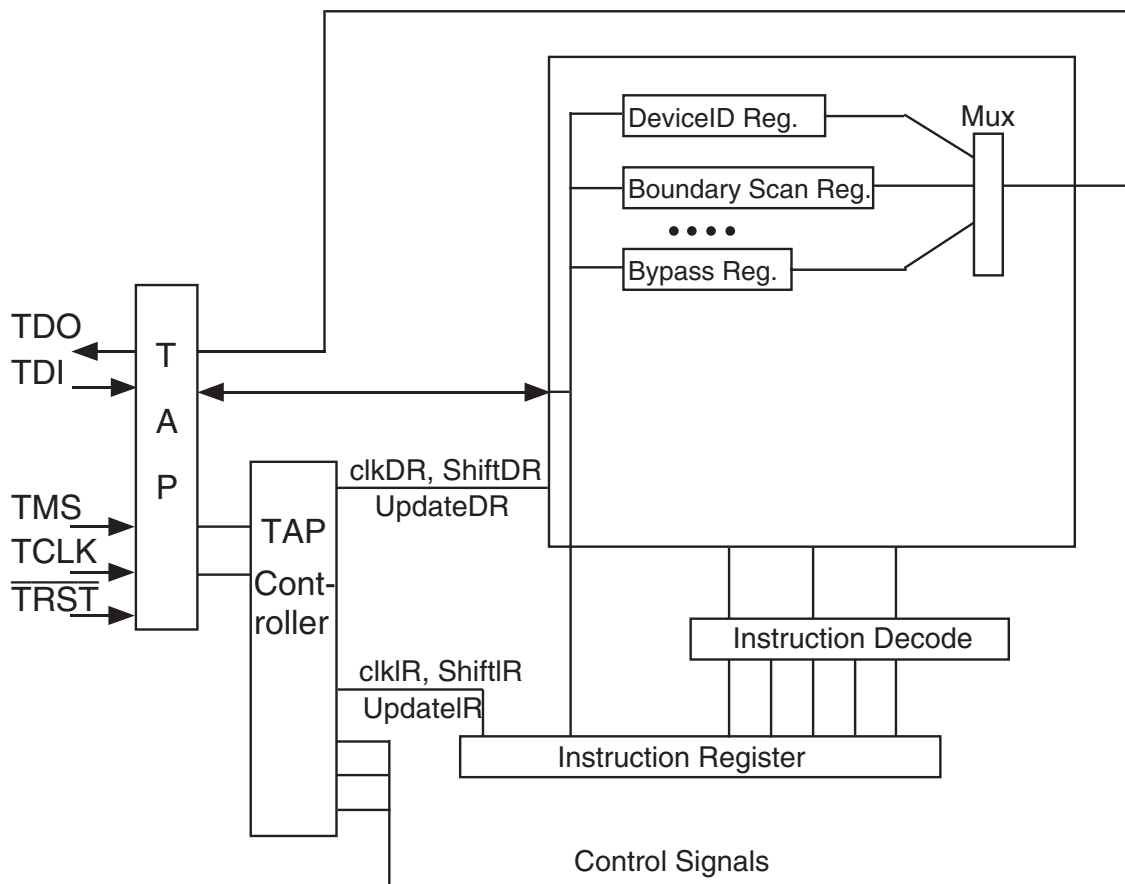 DeviceID Reg.
Mux
Boundary Scan Reg.
Bypass Reg.
TDO
TDI
T
A
P
TMS
TCLK
TRST
TAP
Cont-
roller
clkDR, ShiftDR
UpdateDR
Instruction Decode
clkIR, ShiftIR
UpdateIR
Instruction Register
Control Signals